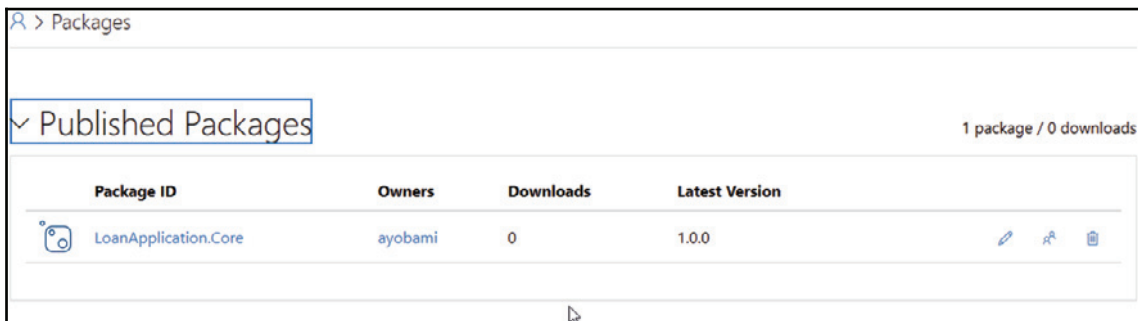 > Packages
Published Packages
1 package / 0 downloads
Package ID Owners Downloads Latest Version
LoanApplication.Core ayobami 0 1.0.0